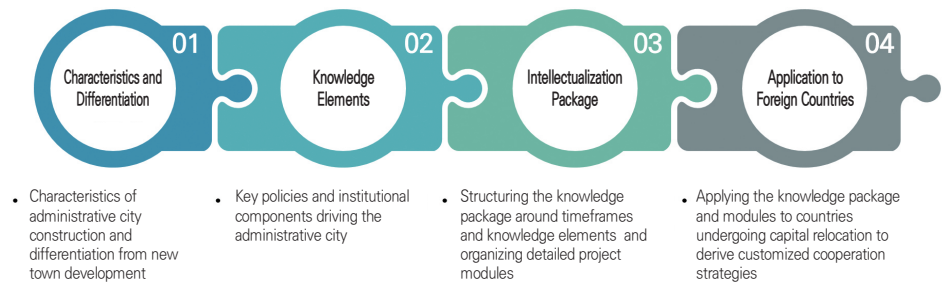 01
Characteristics and
Differentiation
02
Knowledge
Elements
03
Intellectualization
Package
04
Application to
Foreign Countries
• Characteristics of
administrative city
construction and
differentiation from new
town development
• Key policies and institutional
components driving the
administrative city
• Structuring the knowledge
package around timeframes
and knowledge elements and
organizing detailed project
modules
• Applying the knowledge package
and modules to countries
undergoing capital relocation to
derive customized cooperation
strategies